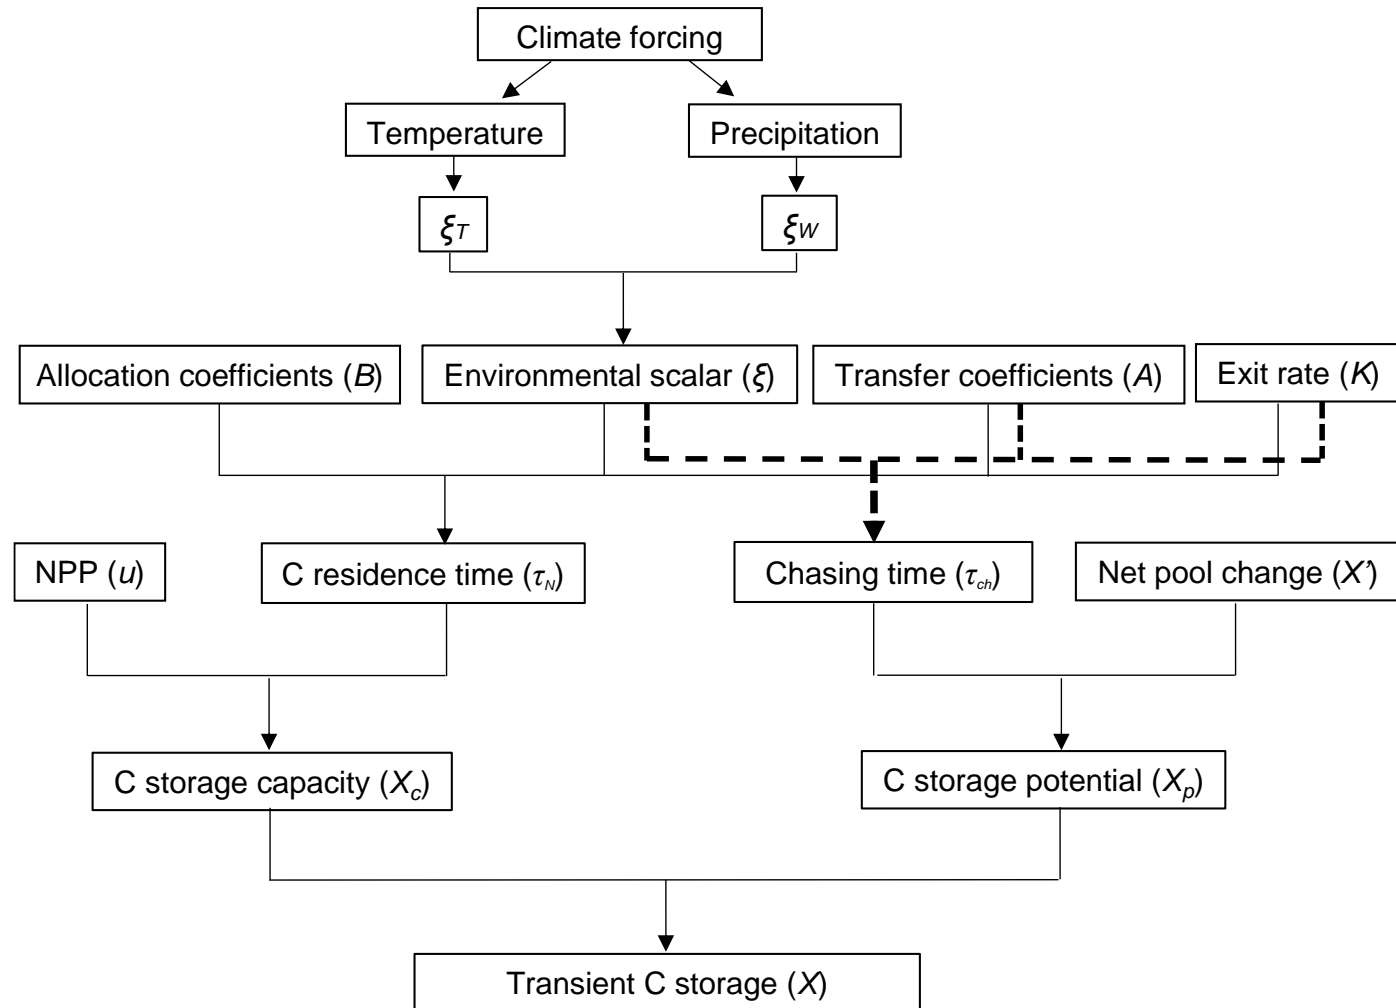 Climate forcing
Temperature
Precipitation
ξT
ξW
Allocation coefficients (B)
Environmental scalar (ξ)
Transfer coefficients (A)
Exit rate (K)
NPP (u)
C residence time (τN)
Chasing time (τch)
Net pool change (X’)
C storage capacity (Xc)
C storage potential (Xp)
Transient C storage (X)